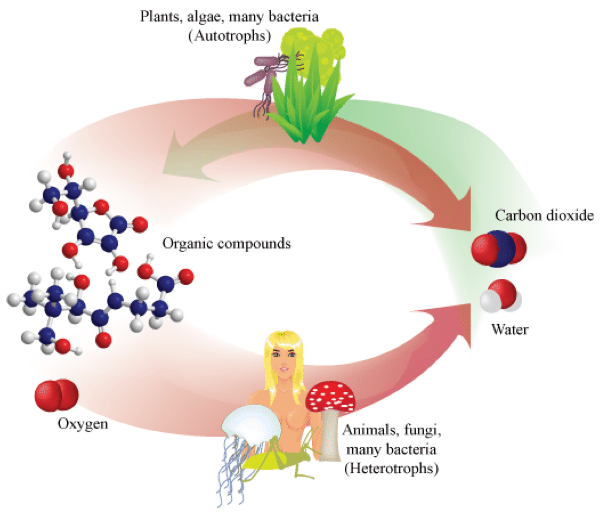 Plants, algae, many bacteria
(Autotrophs)
Carbon dioxide
Organic compounds
Water
Oxygen
Animals, fungi,
many bacteria
(Heterotrophs)